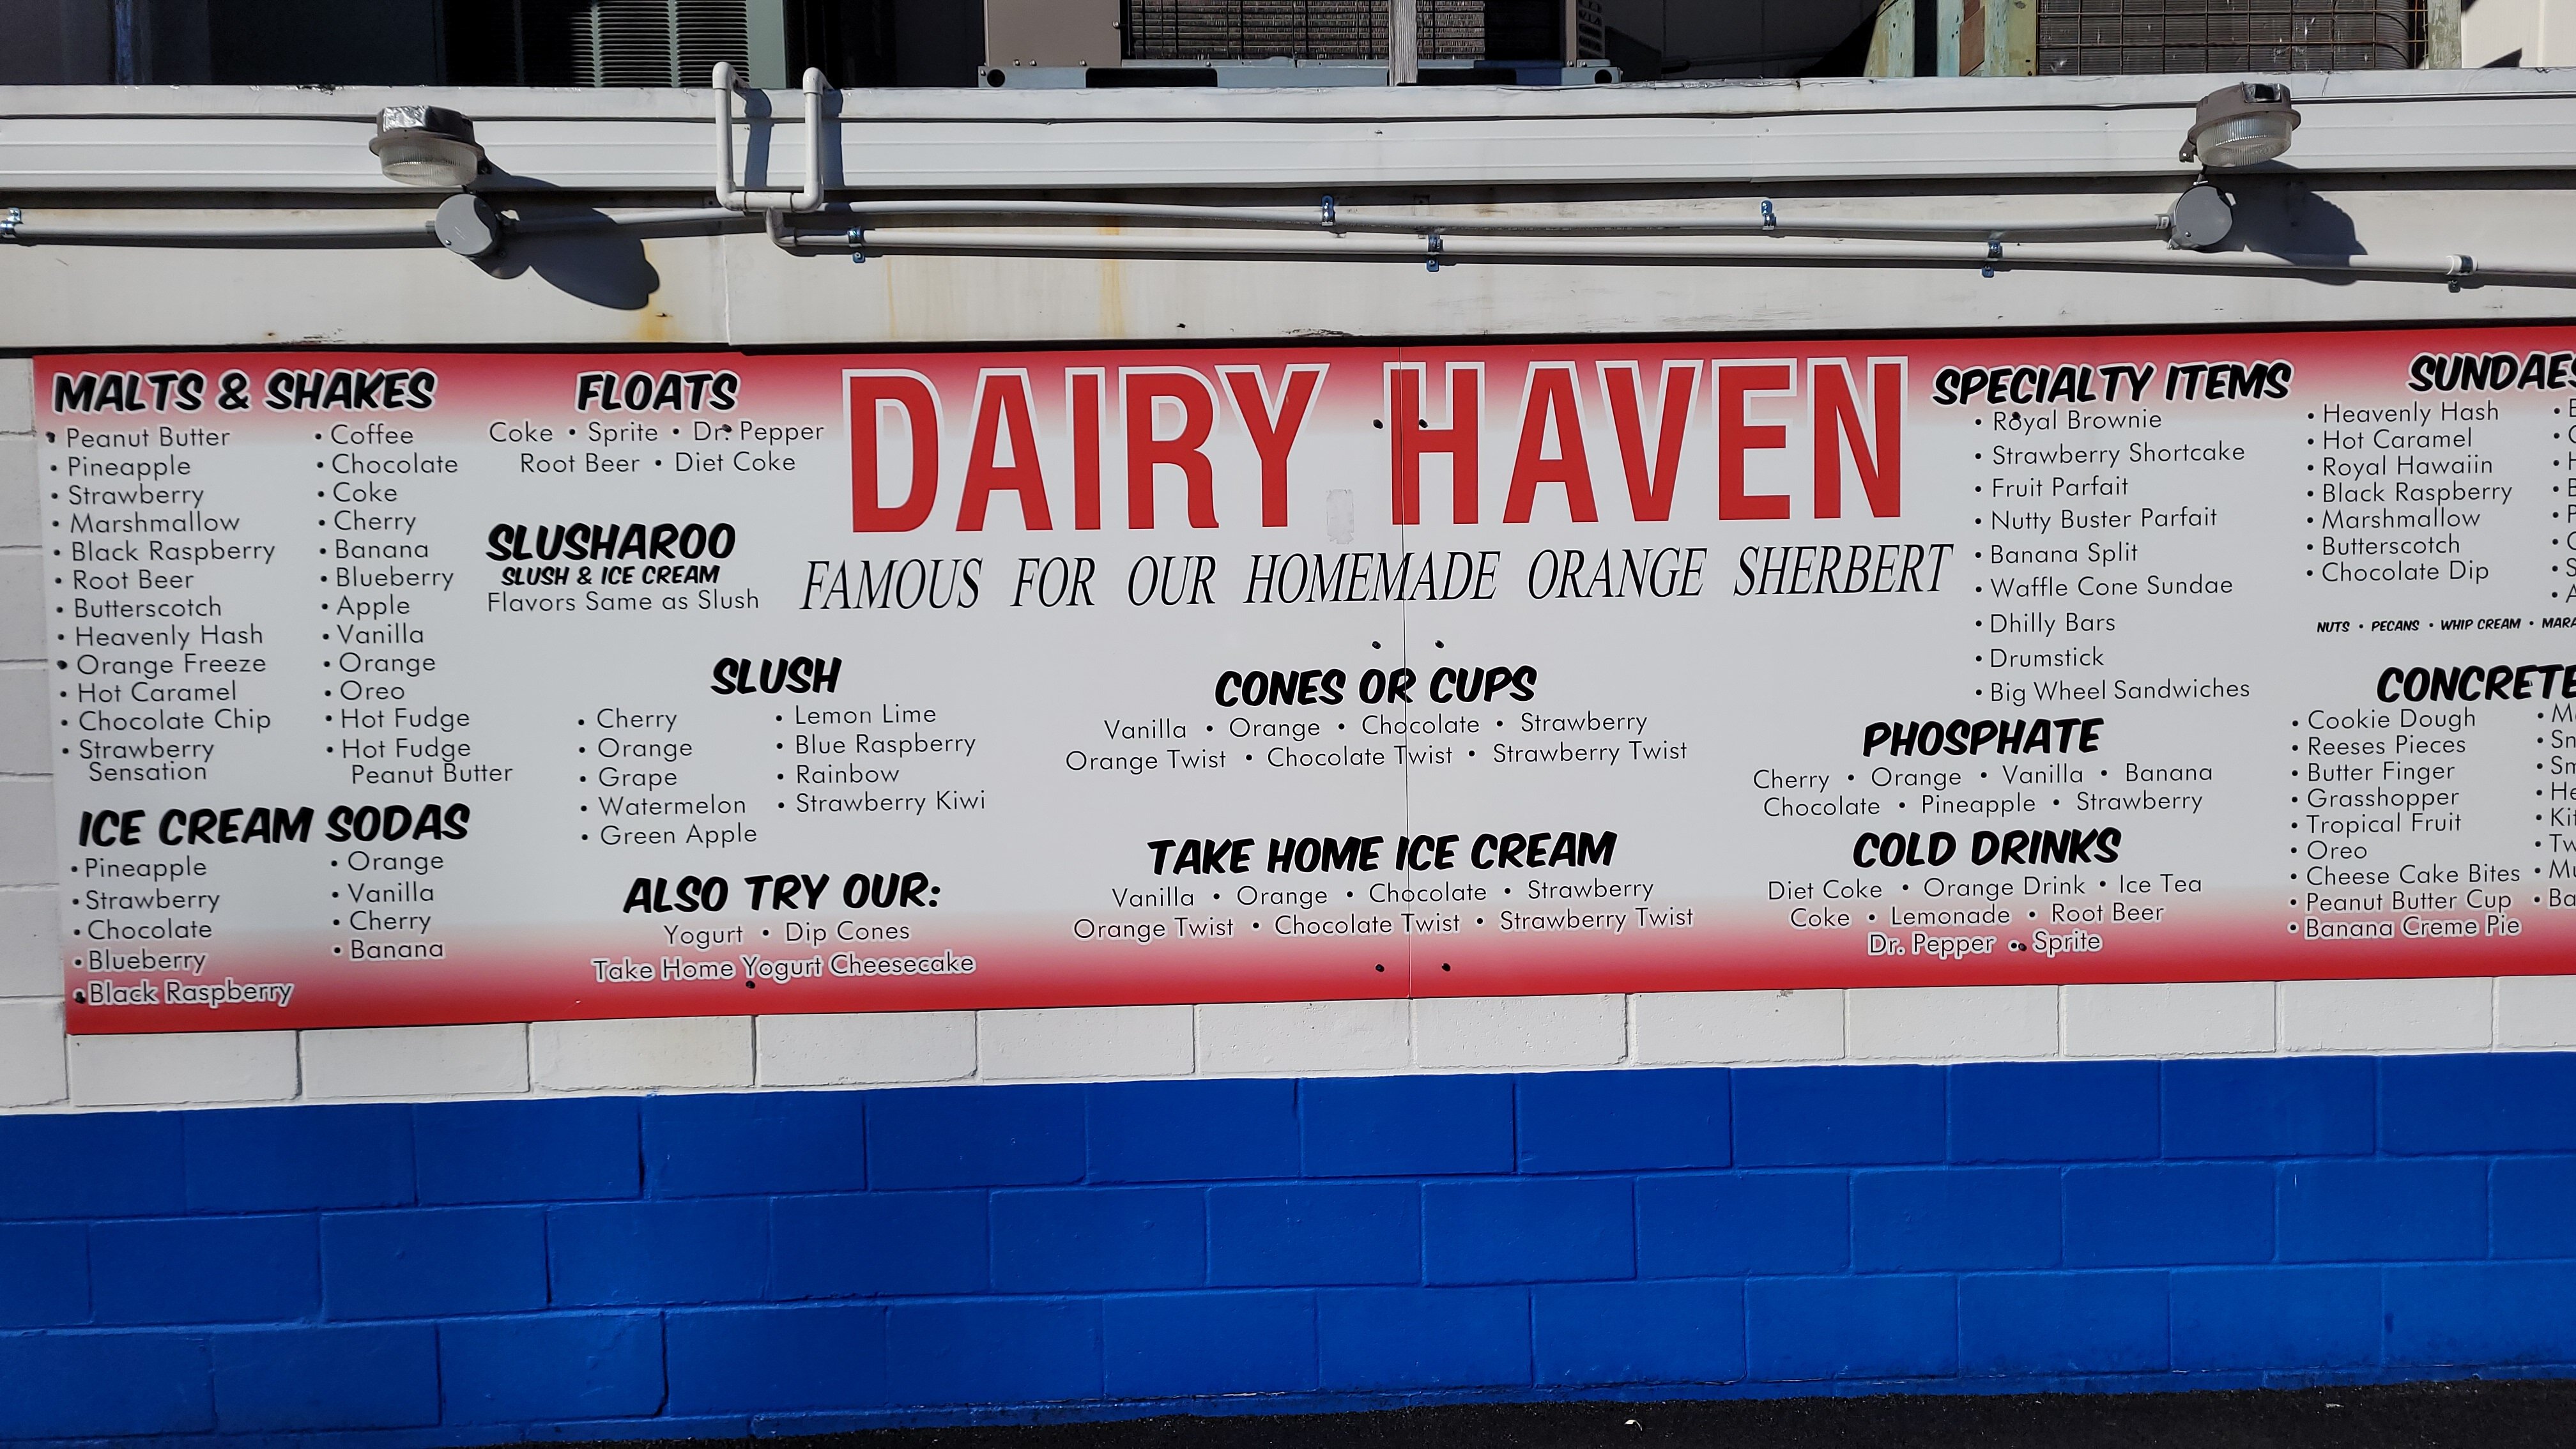 MALTS & SHAKES
• Peanut Butter
• Pineapple
• Strawberry
• Marshmallow
• Black Raspberry
• Root Beer
• Butterscotch
• Heavenly Hash
• Orange Freeze
• Hot Caramel
• Chocolate Chip
• Strawberry
Sensation
• Coffee
• Chocolate
• Coke
• Cherry
• Banana
• Blueberry
• Apple
• Vanilla
• Orange
• Oreo
• Hot Fudge
• Hot Fudge
Peanut Butter
ICE CREAM SODAS
• Pineapple
• Strawberry
• Chocolate
• Blueberry
• Black Raspberry
• Orange
• Vanilla
• Cherry
• Banana
FLOATS
Coke • Sprite • Dr. Pepper
Root Beer • Diet Coke
SLUSHAROO
SLUSH & ICE CREAM
Flavors Same as Slush
SLUSH
• Cherry
• Orange
• Grape
• Watermelon
• Green Apple
• Lemon Lime
• Blue Raspberry
• Rainbow
• Strawberry Kiwi
ALSO TRY OUR:
Yogurt • Dip Cones
Take Home Yogurt Cheesecake
DAIRY HAVEN
FAMOUS FOR OUR HOMEMADE ORANGE SHERBERT
CONES OR CUPS
Vanilla • Orange • Chocolate • Strawberry
Orange Twist • Chocolate Twist • Strawberry Twist
TAKE HOME ICE CREAM
Vanilla • Orange • Chocolate • Strawberry
Orange Twist • Chocolate Twist • Strawberry Twist
SPECIALTY ITEMS
• Royal Brownie
• Strawberry Shortcake
• Fruit Parfait
• Nutty Buster Parfait
• Banana Split
• Waffle Cone Sundae
• Dhilly Bars
• Drumstick
• Big Wheel Sandwiches
PHOSPHATE
Cherry • Orange • Vanilla • Banana
Chocolate • Pineapple • Strawberry
COLD DRINKS
Diet Coke • Orange Drink • Ice Tea
Coke • Lemonade • Root Beer
Dr. Pepper • Sprite
SUNDAES
• Heavenly Hash
• Hot Caramel
• Royal Hawaiin
• Black Raspberry
• Marshmallow
• Butterscotch
• Chocolate Dip
NUTS • PECANS • WHIP CREAM •
CONCRETE
• Cookie Dough
• Reeses Pieces
• Butter Finger
• Grasshopper
• Tropical Fruit
• Oreo
• Cheese Cake Bites
• Peanut Butter Cup
• Banana Creme Pie